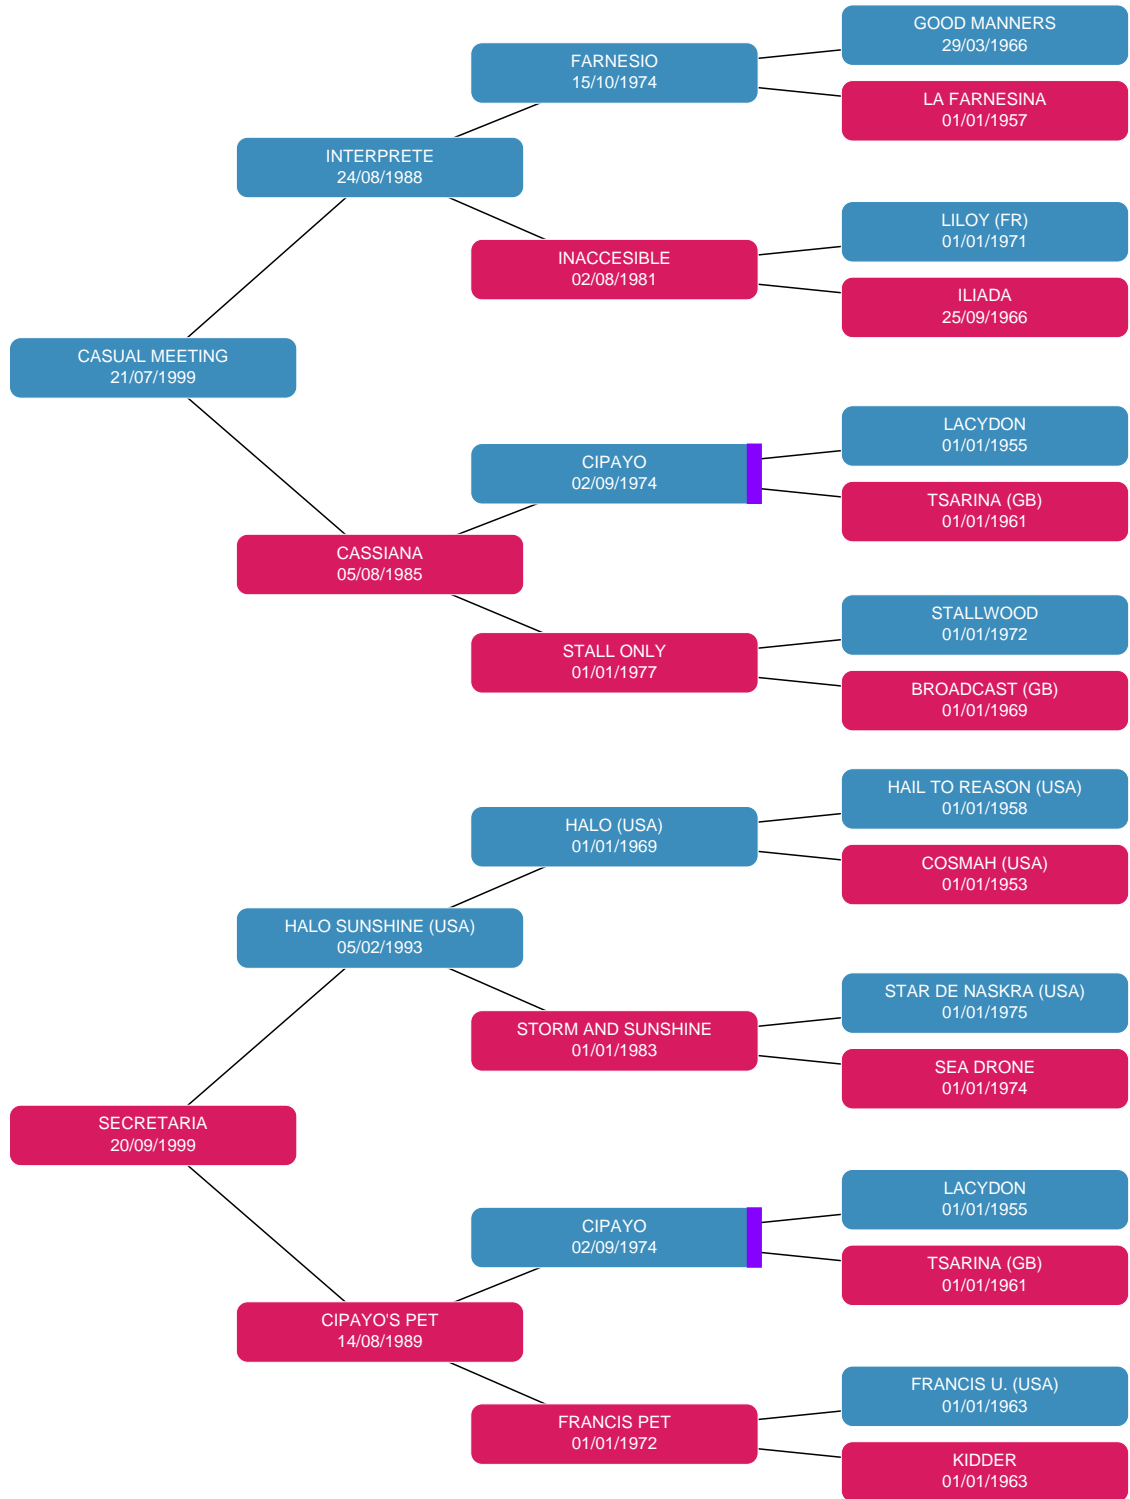 GOOD MANNERS
29/03/1966
FARNESIO
15/10/1974
LA FARNESINA
01/01/1957
INTERPRETE
24/08/1988
LILOY (FR)
01/01/1971
INACCESIBLE
02/08/1981
ILIADA
25/09/1966
CASUAL MEETING
21/07/1999
LACYDON
01/01/1955
CIPAYO
02/09/1974
TSARINA (GB)
01/01/1961
CASSIANA
05/08/1985
STALLWOOD
01/01/1972
STALL ONLY
01/01/1977
BROADCAST (GB)
01/01/1969
HAIL TO REASON (USA)
01/01/1958
HALO (USA)
01/01/1969
COSMAH (USA)
01/01/1953
HALO SUNSHINE (USA)
05/02/1993
STAR DE NASKRA (USA)
01/01/1975
STORM AND SUNSHINE
01/01/1983
SEA DRONE
01/01/1974
SECRETARIA
20/09/1999
LACYDON
01/01/1955
CIPAYO
02/09/1974
TSARINA (GB)
01/01/1961
CIPAYO'S PET
14/08/1989
FRANCIS U. (USA)
01/01/1963
FRANCIS PET
01/01/1972
KIDDER
01/01/1963